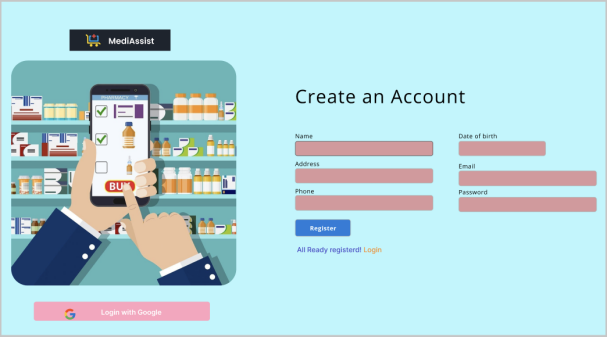 MediAssist
BUY
Login with Google
Create an Account
Name
Date of birth
Address
Email
Phone
Password
Register
All Ready registerd! Login